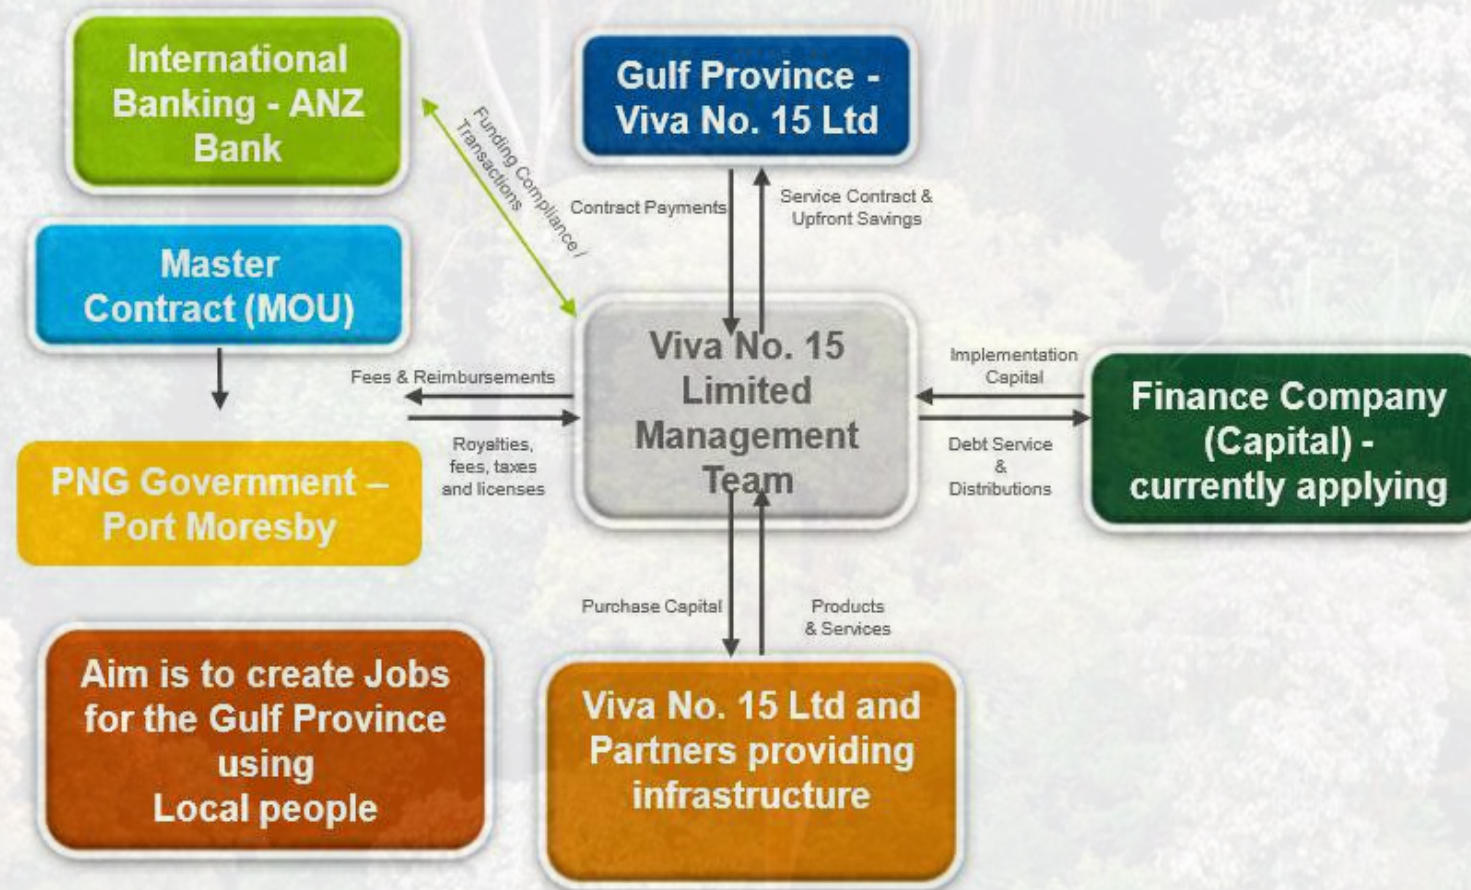 International
Banking - ANZ
Bank
Gulf Province -
Viva No. 15 Ltd
Funding Compliance /
Transactions
Contract Payments
Service Contract &
Upfront Savings
Master
Contract (MOU)
Viva No. 15
Limited
Management
Team
Fees & Reimbursements
Implementation
Capital
Finance Company
(Capital) -
currently applying
Royalties,
fees, taxes
and licenses
Debt Service
&
Distributions
PNG Government –
Port Moresby
Purchase Capital
Products
& Services
Aim is to create Jobs
for the Gulf Province
using
Local people
Viva No. 15 Ltd and
Partners providing
infrastructure